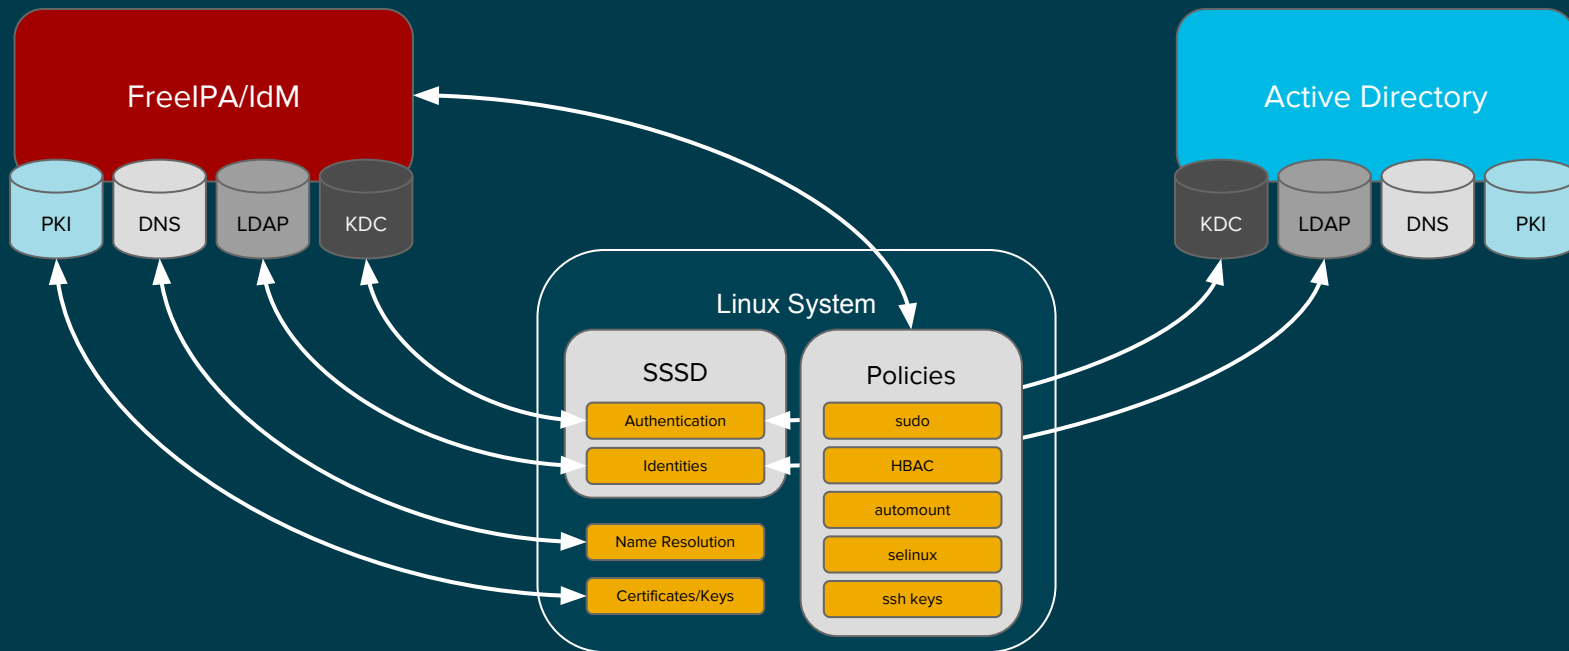 FreeIPA/IdM
Active Directory
PKI
DNS
LDAP
KDC
KDC
LDAP
DNS
PKI
Linux System
SSSD
Authentication
Identities
Name Resolution
Certificates/Keys
Policies
sudo
HBAC
automount
selinux
ssh keys